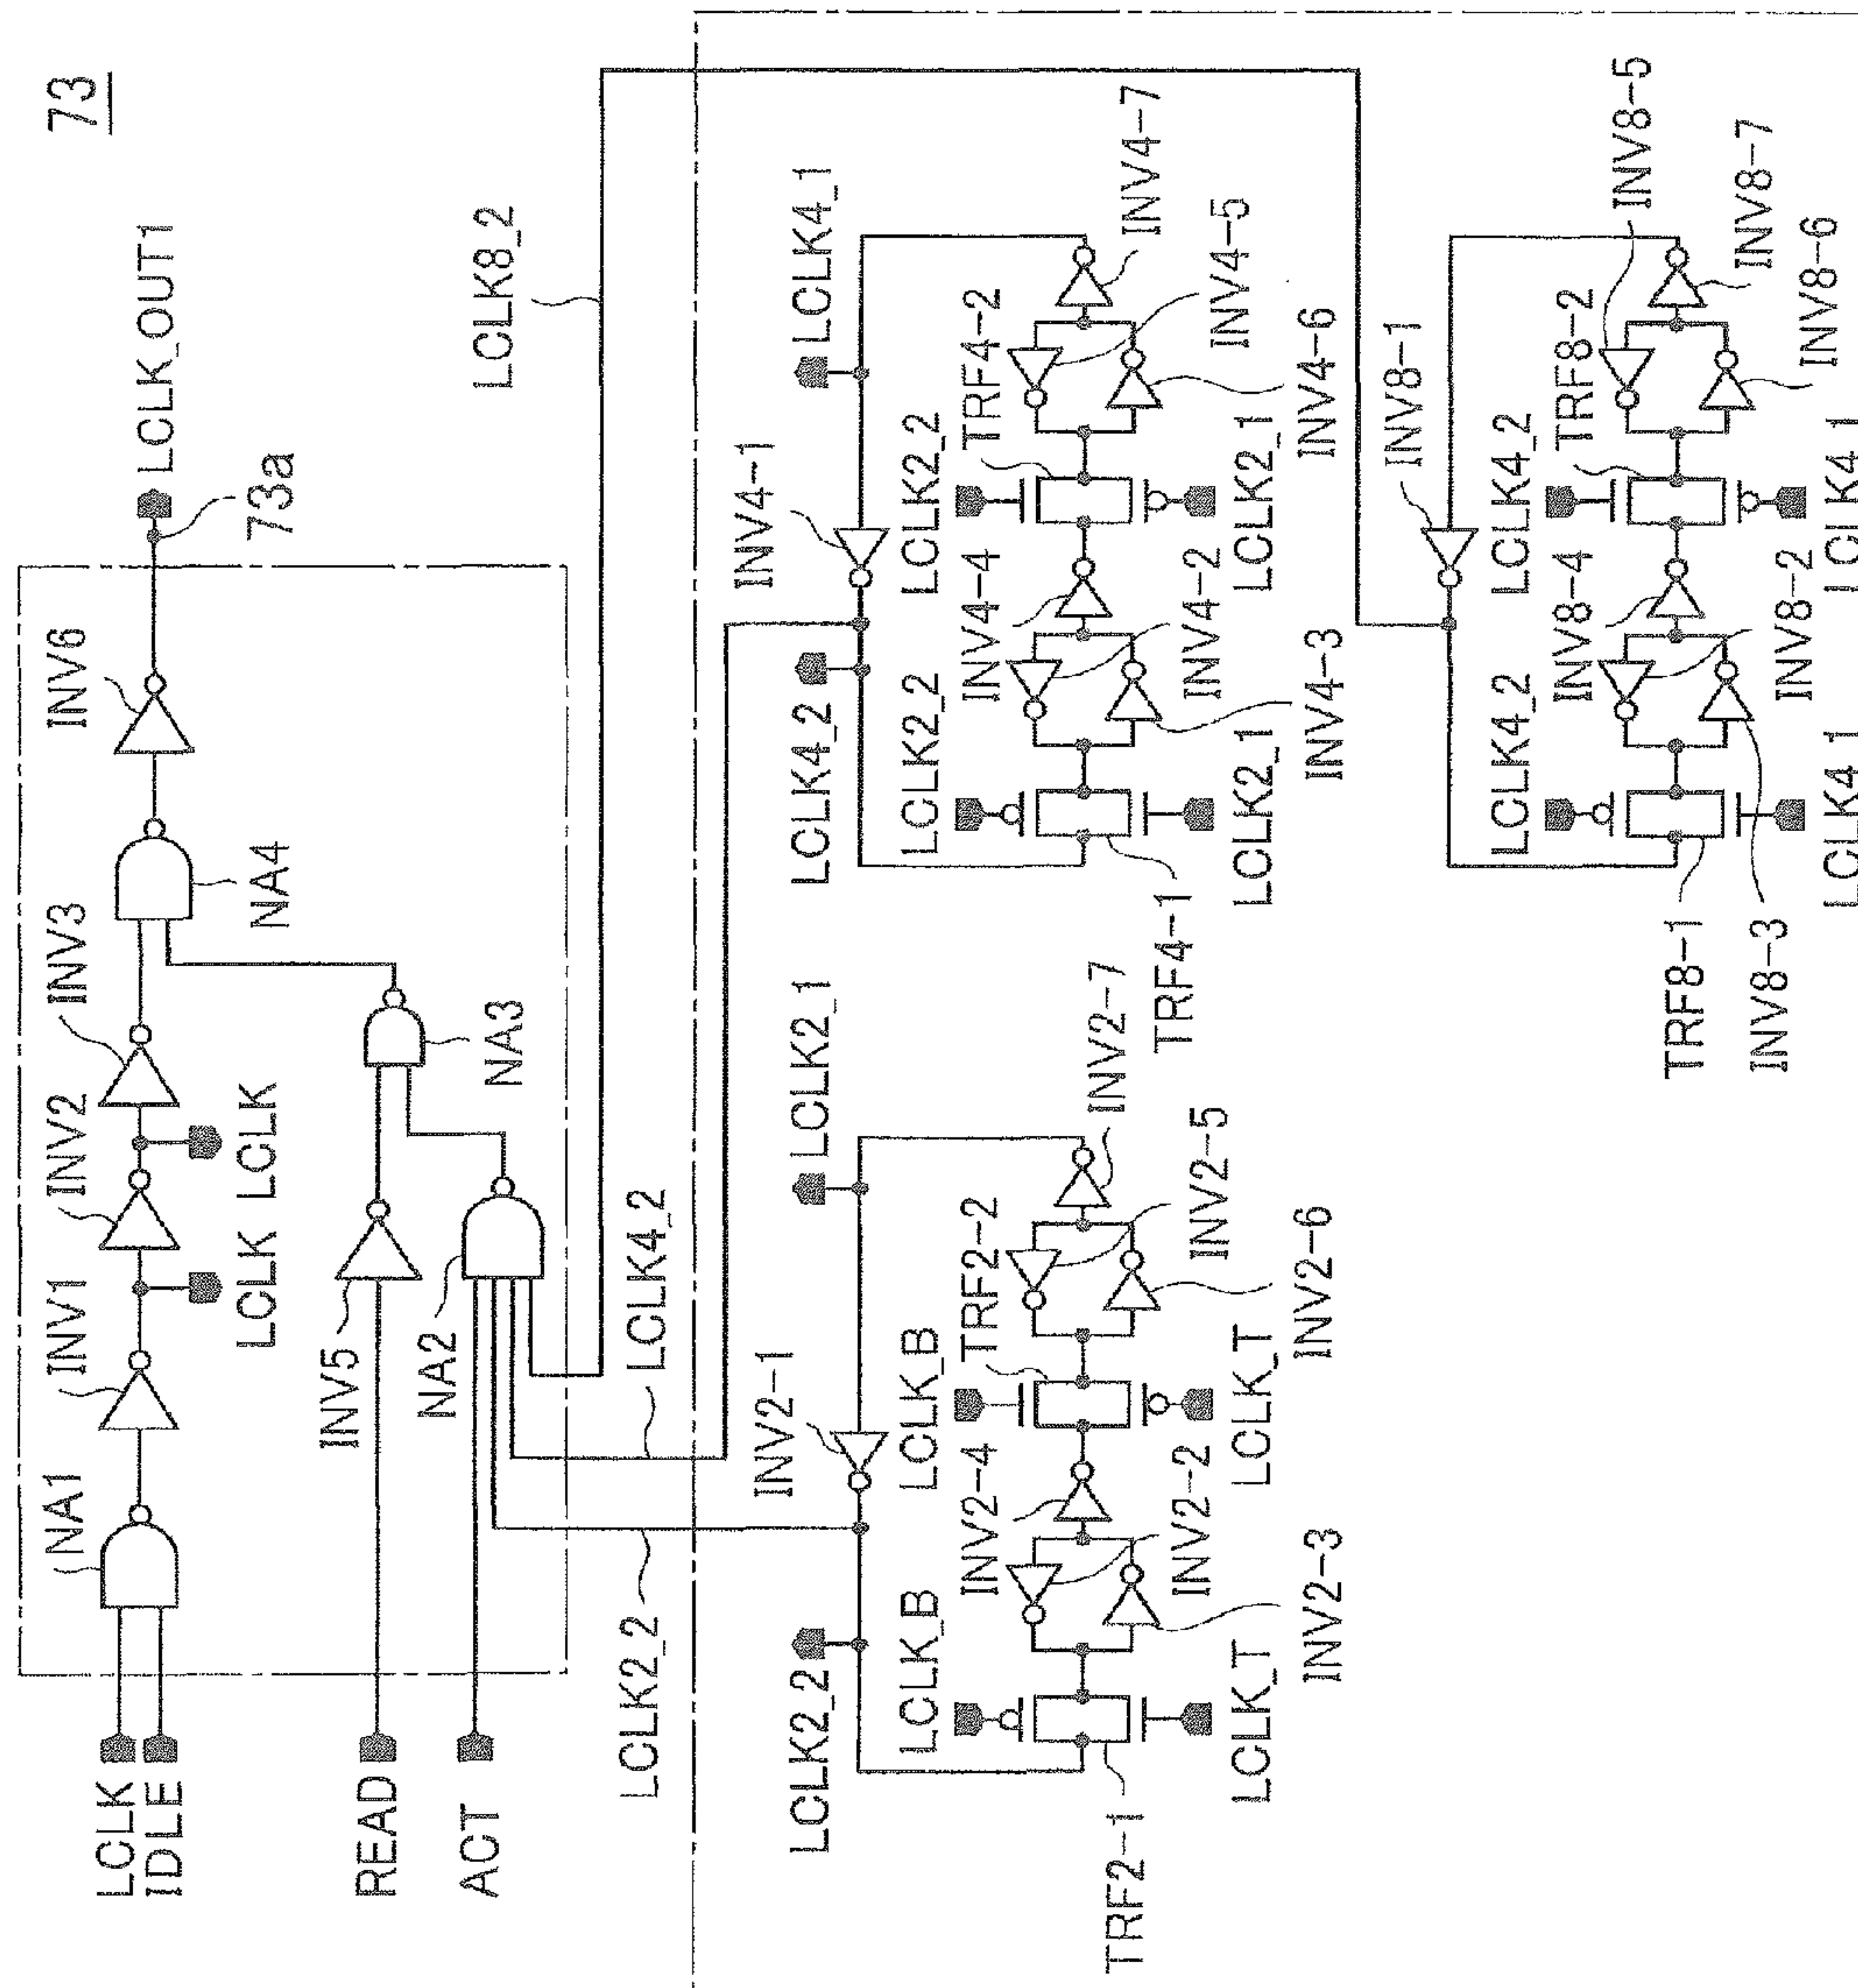 73
LCLK
IDLE
NA1
INV1
INV2
INV3
LCLK LCLK
NA4
INV6
LCLK_OUT1
73a
READ
INV5
NA3
ACT
NA2
LCLK2_2
LCLK4_2
LCLK8_2
LCLK2_2
INV2-1
LCLK2_1
LCLK_B
LCLK_B
TRF2-2
INV2-4
INV2-7
INV2-2
INV2-5
TRF2-1
LCLK_T
LCLK_T
INV2-3
INV2-6
LCLK4_2
INV4-1
LCLK4_1
LCLK2_2
LCLK2_2
TRF4-2
INV4-4
INV4-7
INV4-2
INV4-5
TRF4-1
LCLK2_1
LCLK2_1
INV4-3
INV4-6
INV8-1
LCLK4_2
LCLK4_2
TRF8-2
INV8-4
INV8-5
INV8-7
TRF8-1
INV8-3
INV8-2
INV8-6
LCLK4_1
LCLK4_1